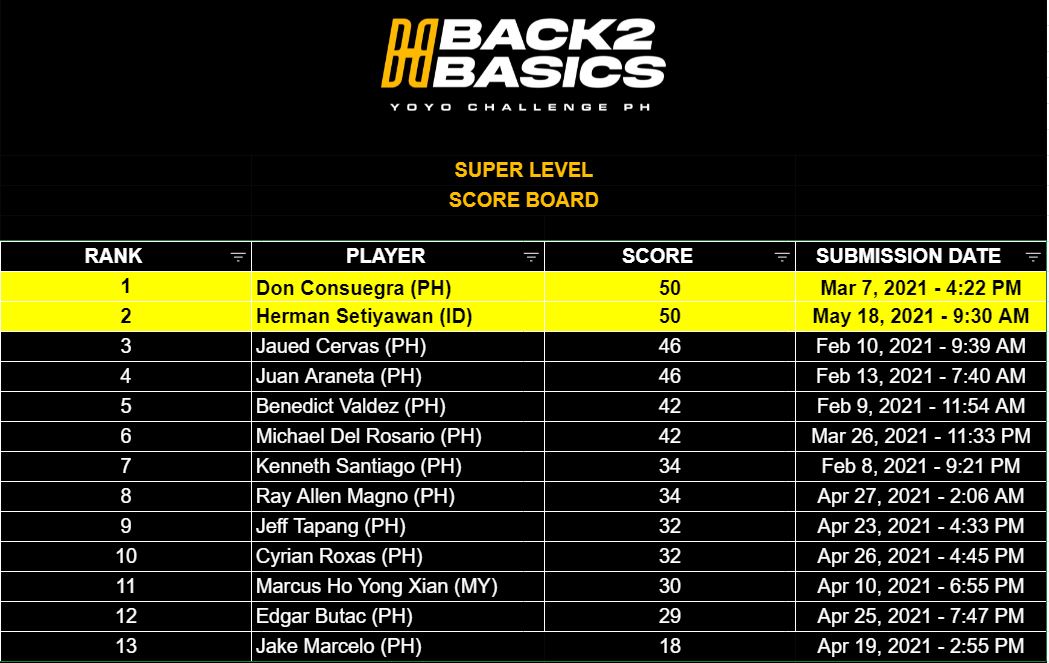 BACK2
BASICS
YOYO CHALLENGE PH
SUPER LEVEL
SCORE BOARD
RANK PLAYER SCORE SUBMISSION DATE
1 Don Consuegra (PH) 50 Mar 7, 2021 - 4:22 PM
2 Herman Setiyawan (ID) 50 May 18, 2021 - 9:30 AM
3 Jaued Cervas (PH) 46 Feb 10, 2021 - 9:39 AM
4 Juan Araneta (PH) 46 Feb 13, 2021 - 7:40 AM
5 Benedict Valdez (PH) 42 Feb 9, 2021 - 11:54 AM
6 Michael Del Rosario (PH) 42 Mar 26, 2021 - 11:33 PM
7 Kenneth Santiago (PH) 34 Feb 8, 2021 - 9:21 PM
8 Ray Allen Magno (PH) 34 Apr 27, 2021 - 2:06 AM
9 Jeff Tapang (PH) 32 Apr 23, 2021 - 4:33 PM
10 Cyrian Roxas (PH) 32 Apr 26, 2021 - 4:45 PM
11 Marcus Ho Yong Xian (MY) 30 Apr 10, 2021 - 6:55 PM
12 Edgar Butac (PH) 29 Apr 25, 2021 - 7:47 PM
13 Jake Marcelo (PH) 18 Apr 19, 2021 - 2:55 PM